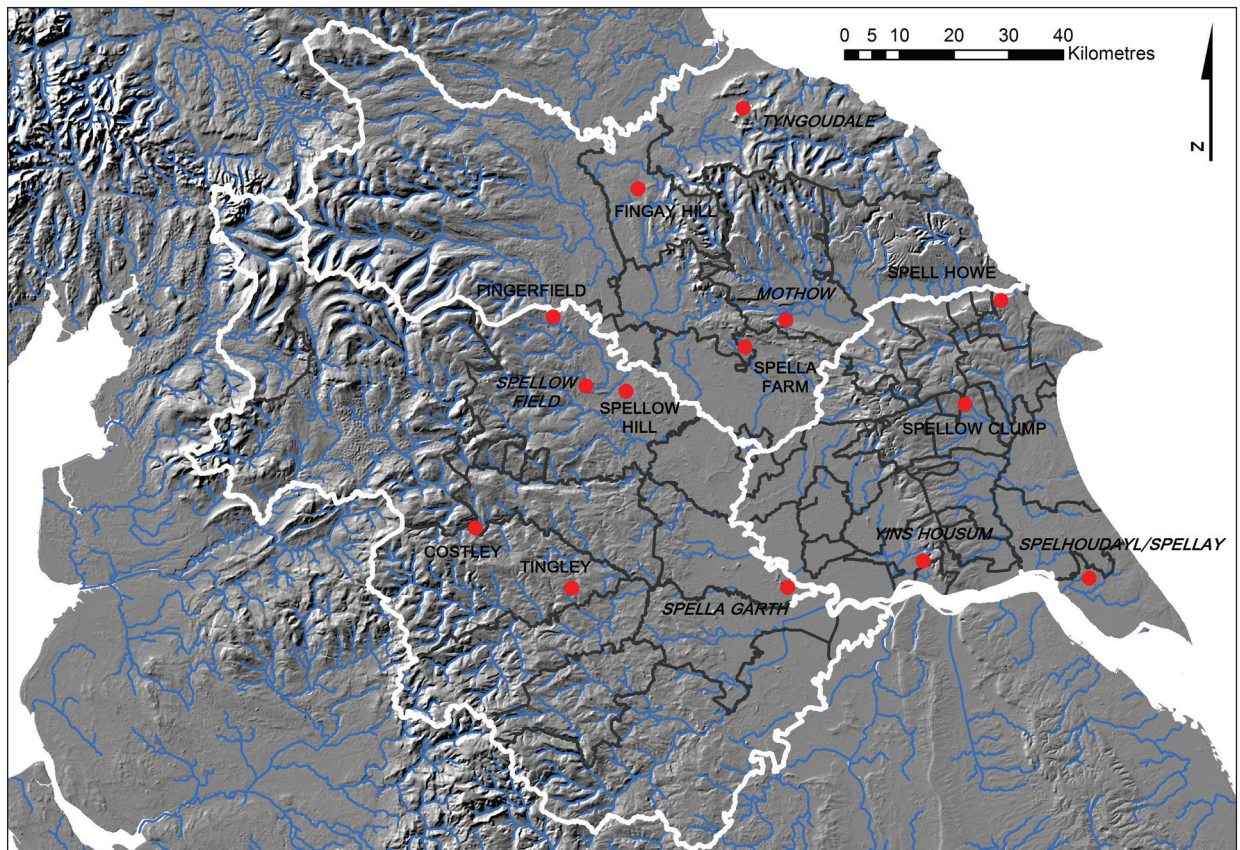 0 5 10 20 30 40
Kilometres
N
TYNGOUDALE
FINGAY HILL
SPELL HOWE
FINGERFIELD
MOTHOW
SPELLA
FARM
SPELLOW
FIELD
SPELLOW
HILL
SPELLOW CLUMP
COSTLEY
TINGLEY
YINS HOUSUM
SPELHOUDAYL/SPELLAY
SPELLA GARTH